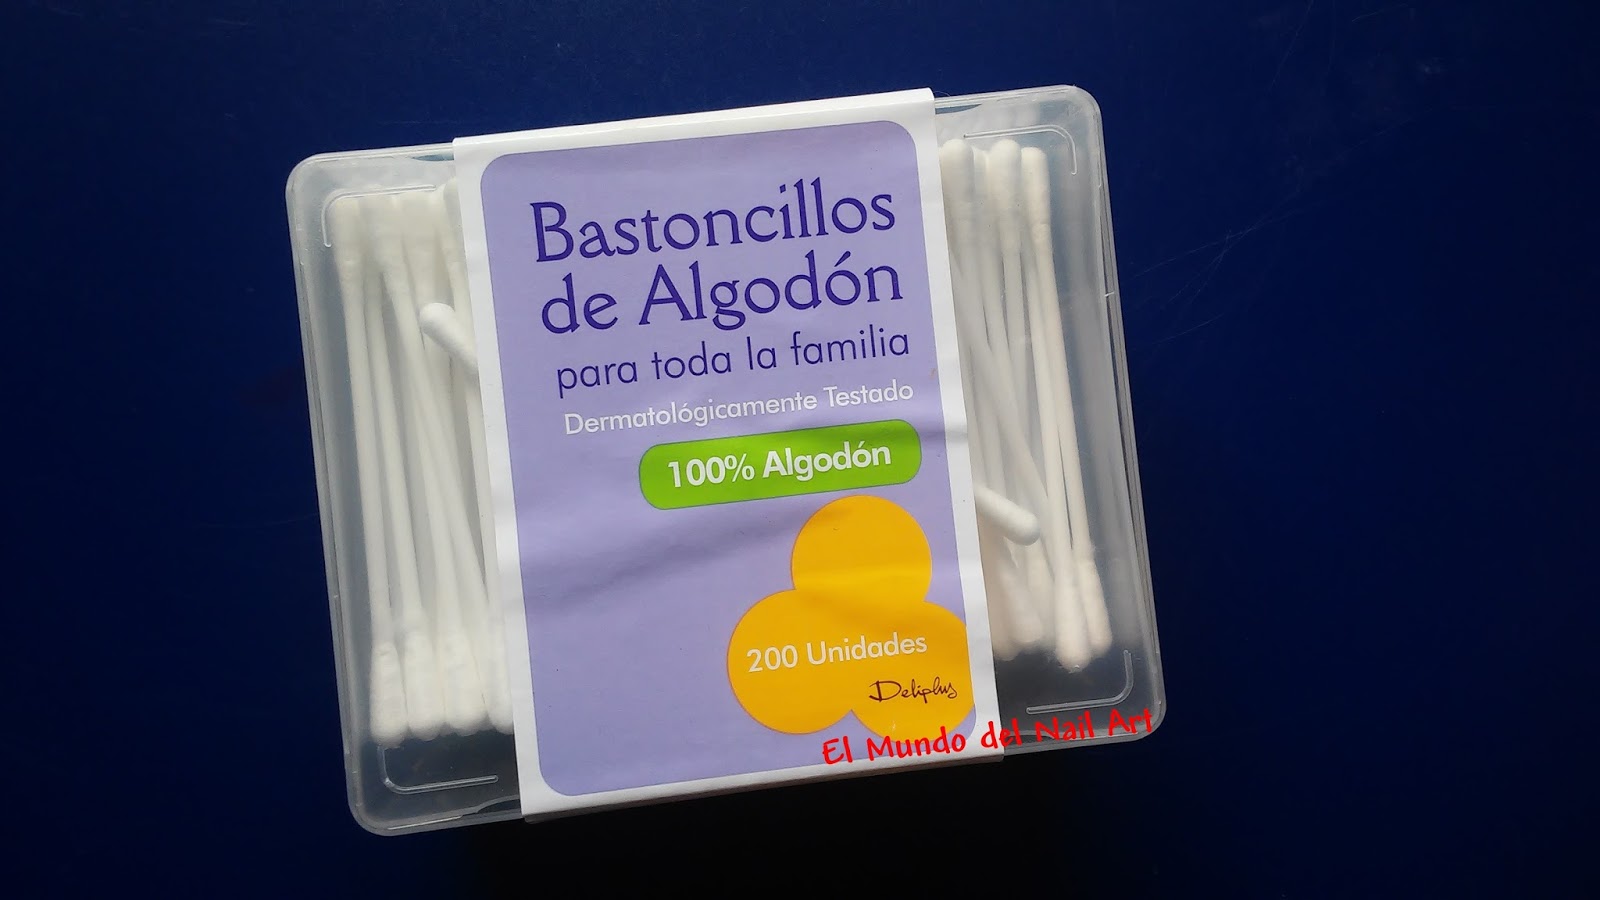 Bastoncillos
de Algodón
para toda la familia
Dermatológicamente Testado
100% Algodón
200 Unidades
Deliplus
El Mundo del Nail Art